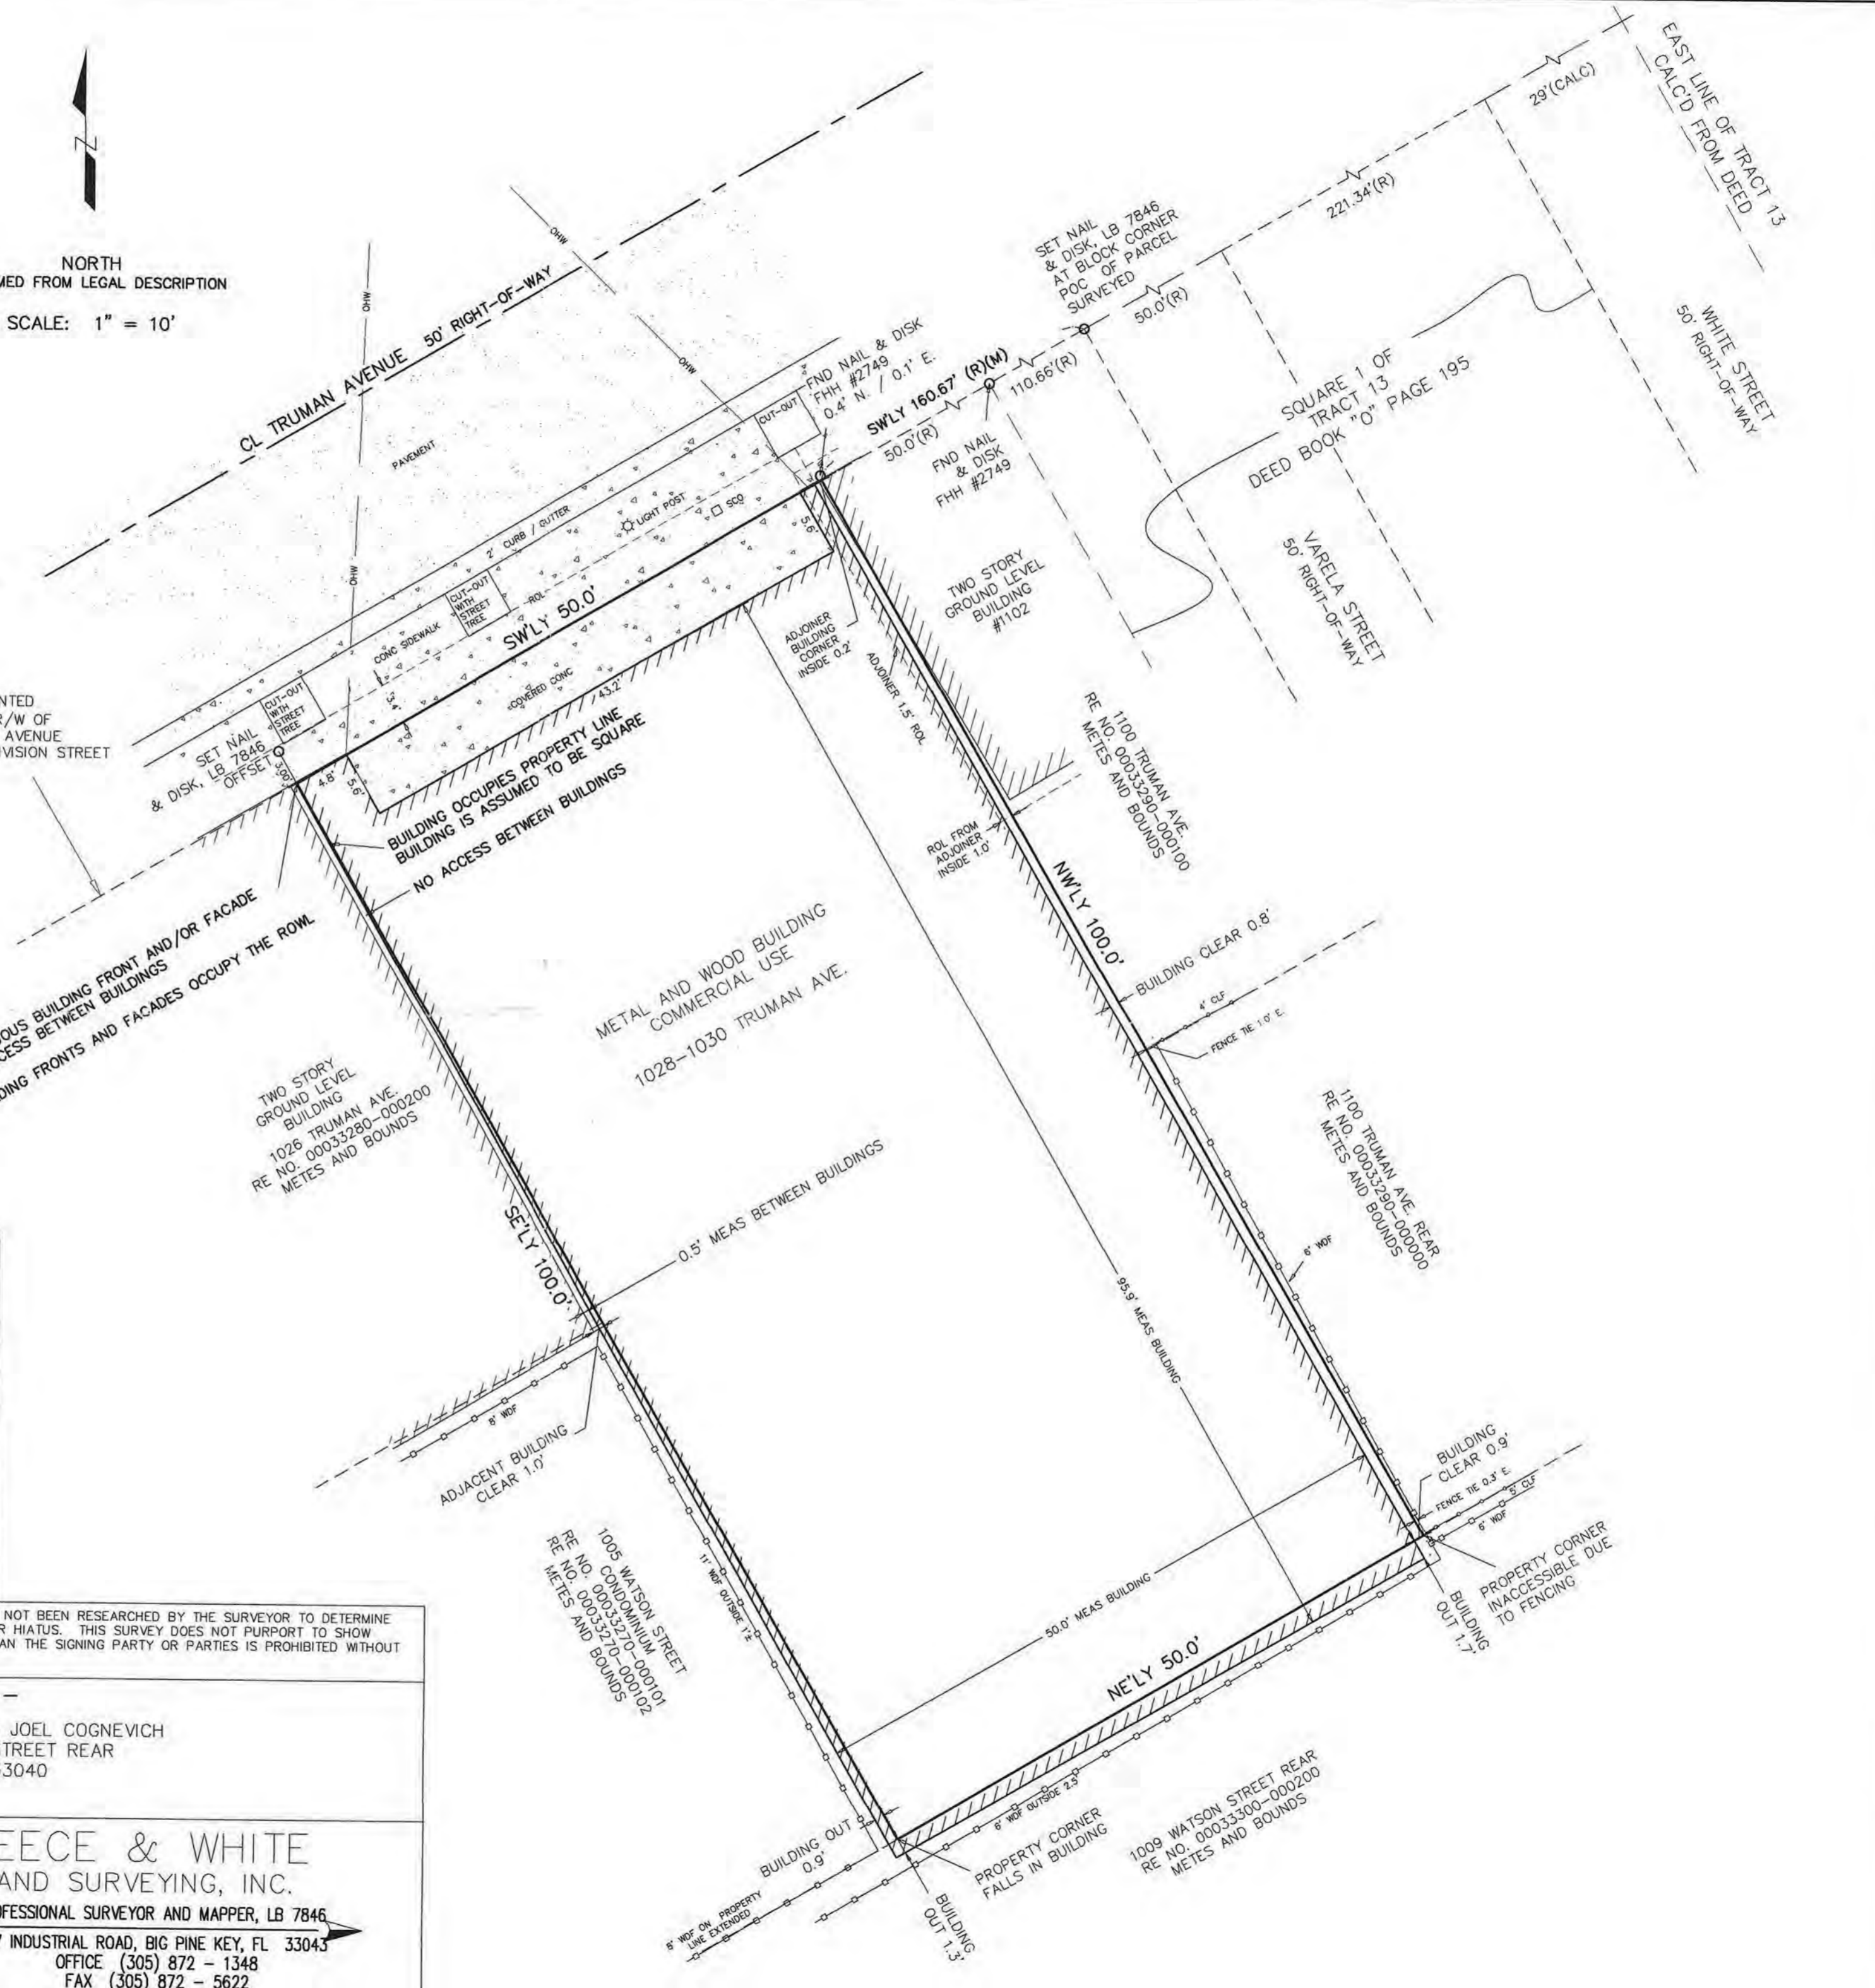 N
NORTH
MED FROM LEGAL DESCRIPTION
SCALE: 1" = 10'
CL TRUMAN AVENUE 50' RIGHT-OF-WAY
PAVEMENT
OHW
OHW
OHW
OHW
2' CURB / GUTTER
LIGHT POST
SCO
CUT-OUT
FND NAIL & DISK
FHH #2749
0.4' N. / 0.1' E.
SW'LY 160.67' (R)(M)
50.0'(R)
110.66'(R)
FND NAIL
& DISK
FHH #2749
SET NAIL
& DISK, LB 7846
AT BLOCK CORNER
POC OF PARCEL
SURVEYED
50.0'(R)
221.34'(R)
29'(CALC)
EAST LINE OF TRACT 13
CALC'D FROM DEED
WHITE STREET
50' RIGHT-OF-WAY
SQUARE 1 OF
TRACT 13
DEED BOOK "O" PAGE 195
VARELA STREET
50' RIGHT-OF-WAY
TWO STORY
GROUND LEVEL
BUILDING
#1102
CUT-OUT
WITH
STREET
TREE
ROL
CONC SIDEWALK
SW'LY 50.0'
5.6'
3.4'
COVERED CONC
43.2'
ADJOINER
BUILDING
CORNER
INSIDE 0.2'
ADJOINER 1.5' ROL
CUT-OUT
WITH
STREET
TREE
SET NAIL
& DISK, LB 7846
OFFSET
3.00'
4.8'
5.6'
NTED
R/W OF
AVENUE
VISION STREET
BUILDING OCCUPIES PROPERTY LINE
BUILDING IS ASSUMED TO BE SQUARE
NO ACCESS BETWEEN BUILDINGS
ROL FROM
ADJOINER
INSIDE 1.0'
1100 TRUMAN AVE.
RE NO. 00033290-000100
METES AND BOUNDS
NW'LY 100.0'
OUS BUILDING FRONT AND/OR FACADE
CESS BETWEEN BUILDINGS
DING FRONTS AND FACADES OCCUPY THE ROWL
METAL AND WOOD BUILDING
COMMERCIAL USE
1028-1030 TRUMAN AVE.
BUILDING CLEAR 0.8'
4' CLF
FENCE TIE 1.0' E.
TWO STORY
GROUND LEVEL
BUILDING
1026 TRUMAN AVE.
RE NO. 00033280-000200
METES AND BOUNDS
1100 TRUMAN AVE. REAR
RE NO. 00033290-000000
METES AND BOUNDS
6' WDF
SE'LY 100.0'
0.5' MEAS BETWEEN BUILDINGS
95.9' MEAS BUILDING
8' WDF
ADJACENT BUILDING
CLEAR 1.0'
BUILDING
CLEAR 0.9'
FENCE TIE 0.3' E.
5' CLF
6' WDF
PROPERTY CORNER
INACCESSIBLE DUE
TO FENCING
BUILDING
OUT 1.7'
1005 WATSON STREET
CONDOMINIUM
RE NO. 00033270-000101
RE NO. 00033270-000102
METES AND BOUNDS
11' WDF OUTSIDE 1'±
50.0' MEAS BUILDING
NE'LY 50.0'
6' WDF OUTSIDE 2.5'
1009 WATSON STREET REAR
RE NO. 00033300-000200
METES AND BOUNDS
BUILDING OUT
0.9'
PROPERTY CORNER
FALLS IN BUILDING
BUILDING
OUT 1.3'
WDF ON PROPERTY
LINE EXTENDED
NOT BEEN RESEARCHED BY THE SURVEYOR TO DETERMINE
R HIATUS. THIS SURVEY DOES NOT PURPORT TO SHOW
AN THE SIGNING PARTY OR PARTIES IS PROHIBITED WITHOUT
JOEL COGNEVICH
TREET REAR
33040
EECE & WHITE
AND SURVEYING, INC.
OFESSIONAL SURVEYOR AND MAPPER, LB 7846
INDUSTRIAL ROAD, BIG PINE KEY, FL 33043
OFFICE (305) 872 - 1348
FAX (305) 872 - 5622